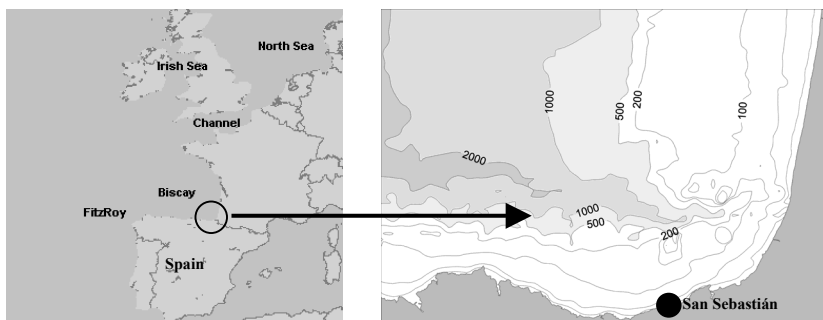 North Sea
Irish Sea
Channel
Biscay
FitzRoy
Spain
1000
500
200
100
2000
1000
500
200
San Sebastián